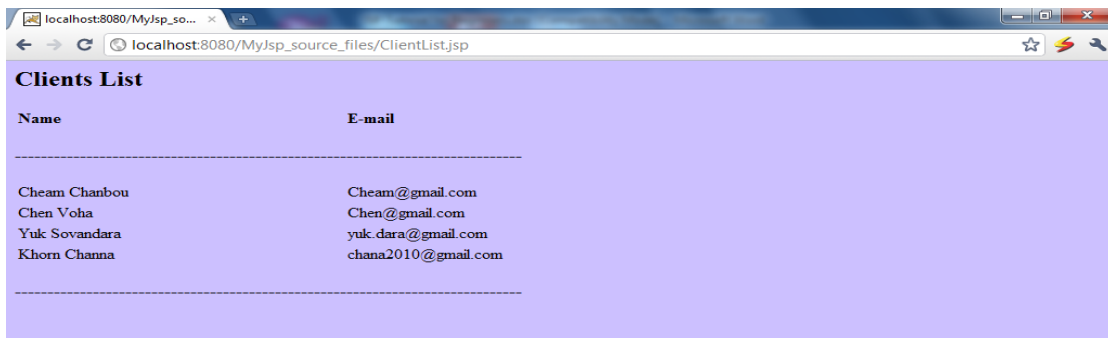 localhost:8080/MyJsp_so...
localhost:8080/MyJsp_source_files/ClientList.jsp
Clients List
Name E-mail
--------------------------------------------------------------------------------
Cheam Chanbou Cheam@gmail.com
Chen Voha Chen@gmail.com
Yuk Sovandara yuk.dara@gmail.com
Khorn Channa chana2010@gmail.com
--------------------------------------------------------------------------------